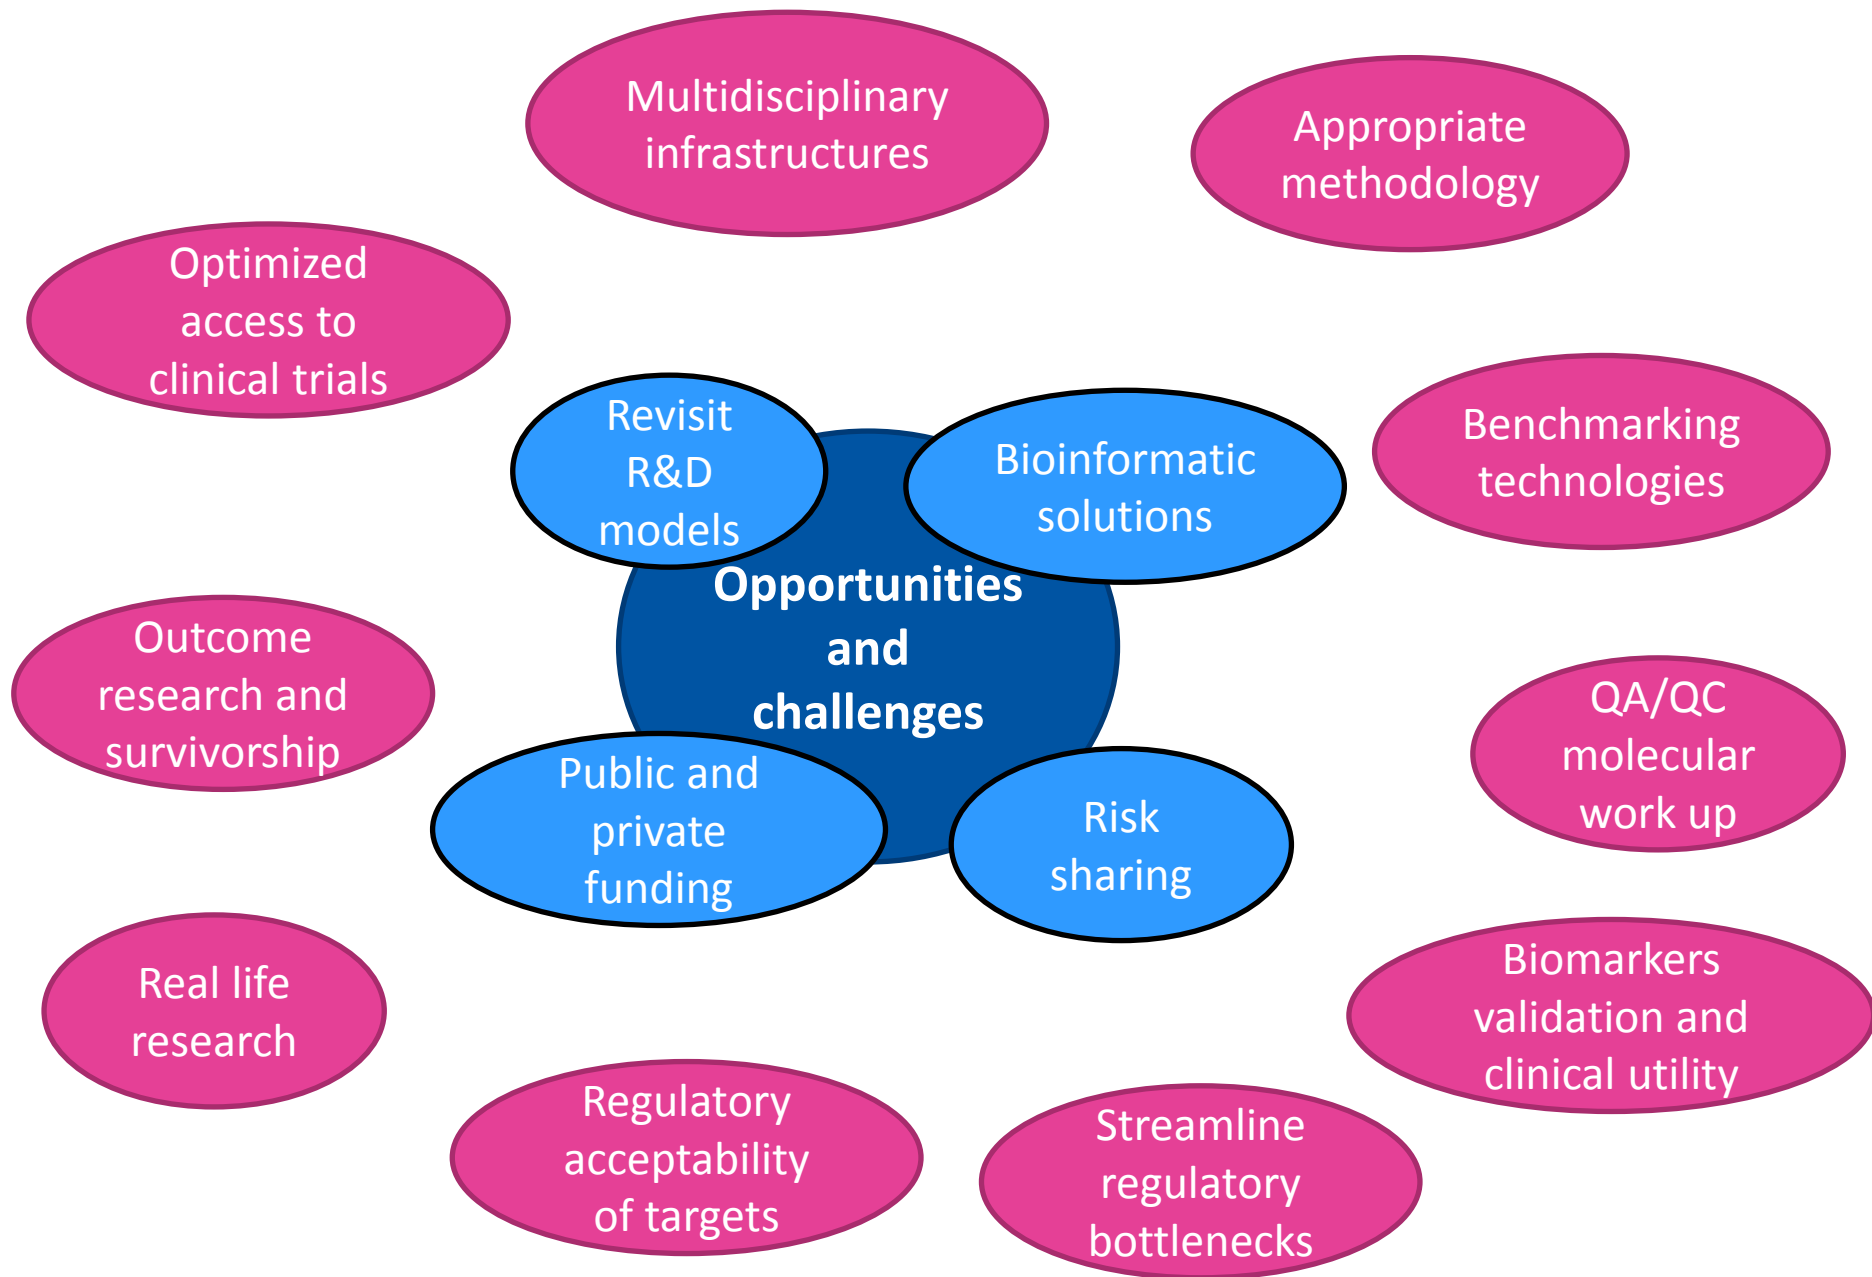 Multidisciplinary
infrastructures
Appropriate
methodology
Optimized
access to
clinical trials
Revisit
R&D
models
Bioinformatic
solutions
Benchmarking
technologies
Opportunities
and
challenges
Outcome
research and
survivorship
QA/QC
molecular
work up
Public and
private
funding
Risk
sharing
Real life
research
Biomarkers
validation and
clinical utility
Regulatory
acceptability
of targets
Streamline
regulatory
bottlenecks